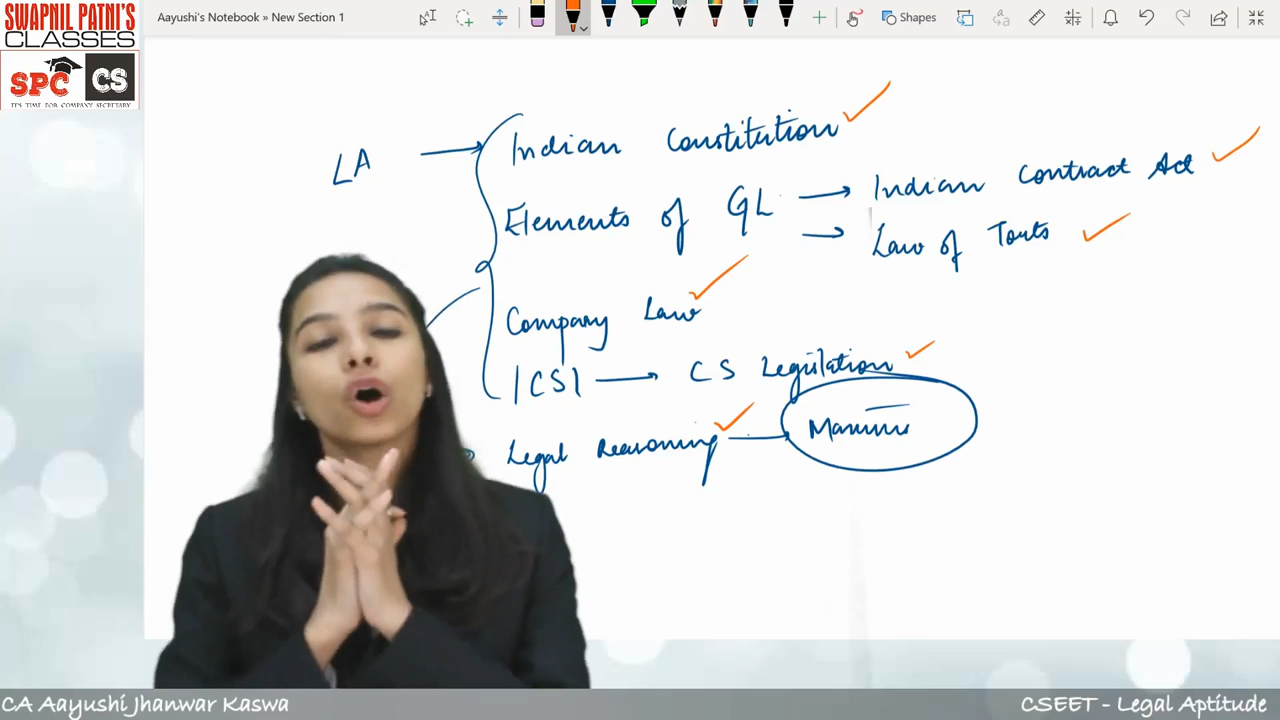 SWAPNIL PATNI'S
CLASSES
SPC CS
IT'S TIME FOR COMPANY SECRETARY
Aayushi's Notebook » New Section 1
Shapes
LA
Indian Constitution
Elements of GL → Indian Contract Act
→ Law of Torts
Company Law
ICSI → CS Regulation
Legal Reasoning — Maxims
CA Aayushi Jhanwar Kaswa
CSEET - Legal Aptitude